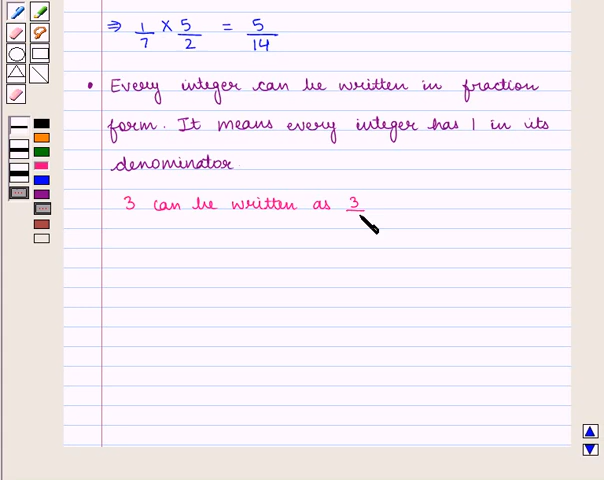 ⇒ 1/7 × 5/2 = 5/14
• Every integer can be written in fraction
form. It means every integer has 1 in its
denominator.
3 can be written as 3/